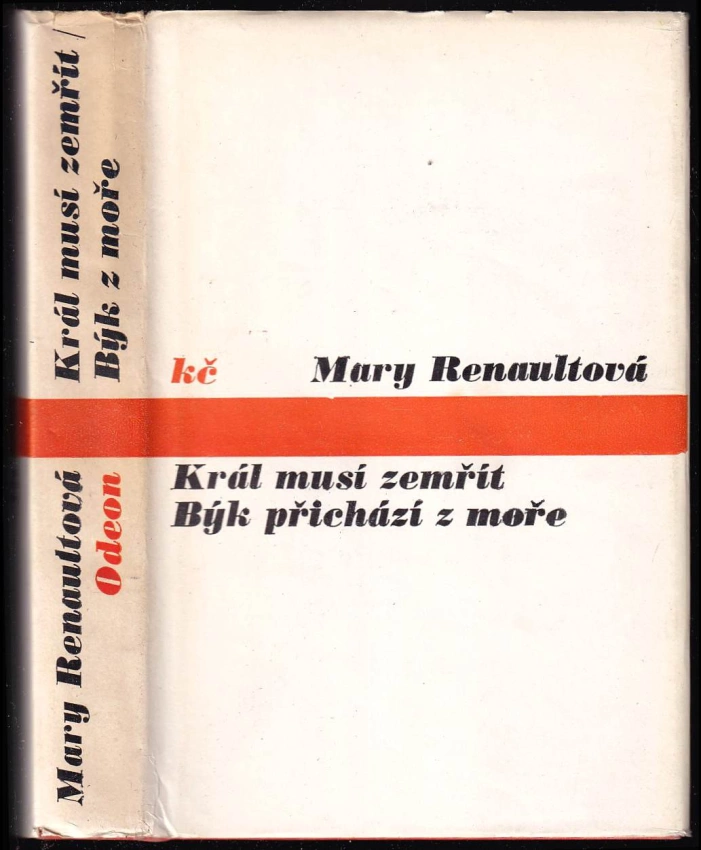 Král musí zemřít /
Býk z moře
Mary Renaultová
Odeon
kč Mary Renaultová
Král musí zemřít
Býk přichází z moře